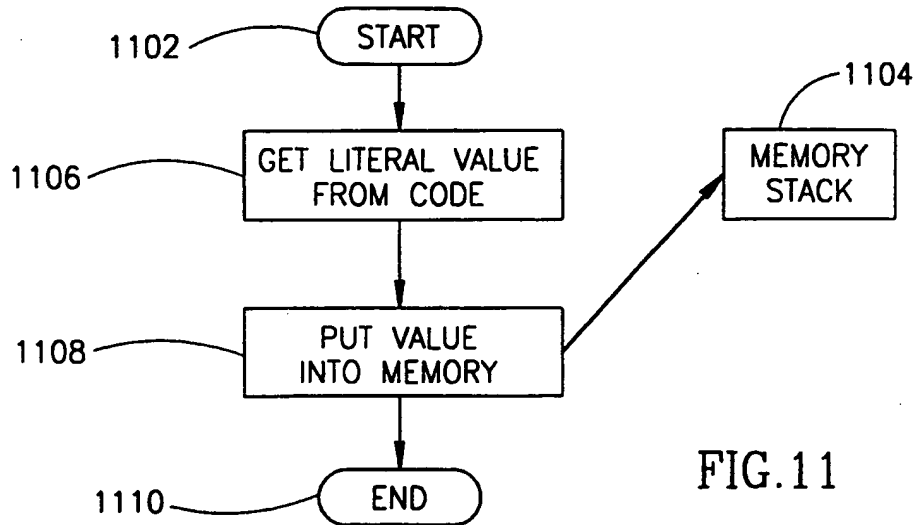 1102
START
1104
1106
GET LITERAL VALUE
FROM CODE
MEMORY
STACK
1108
PUT VALUE
INTO MEMORY
1110
END
FIG.11